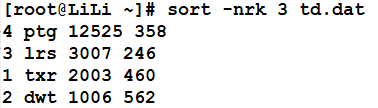 [root@LiLi ~]# sort -nrk 3 td.dat
4 ptg 12525 358
3 lrs 3007 246
1 txr 2003 460
2 dwt 1006 562